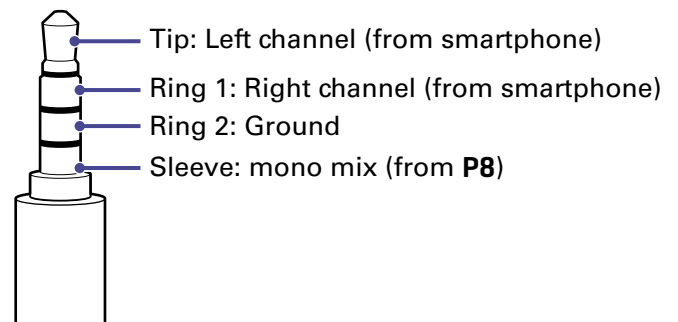 Tip: Left channel (from smartphone)
Ring 1: Right channel (from smartphone)
Ring 2: Ground
Sleeve: mono mix (from P8)